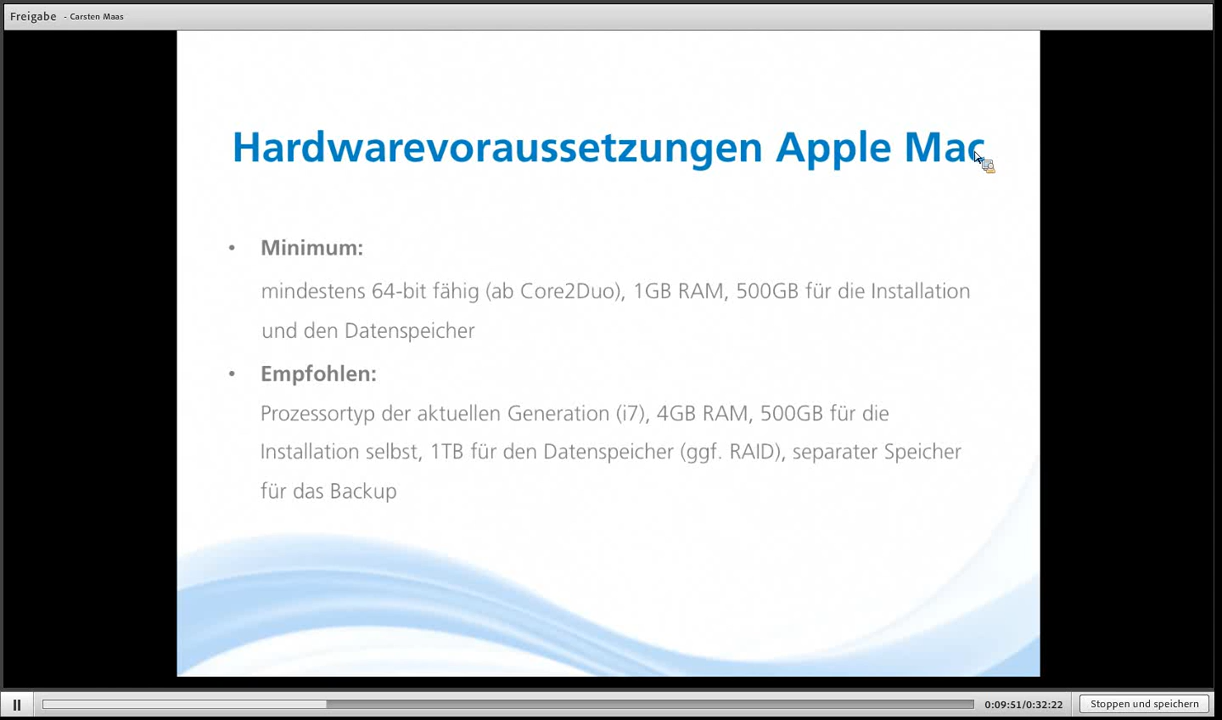 Freigabe - Carsten Maas
Hardwarevoraussetzungen Apple Mac
• Minimum:
mindestens 64-bit fähig (ab Core2Duo), 1GB RAM, 500GB für die Installation
und den Datenspeicher
• Empfohlen:
Prozessortyp der aktuellen Generation (i7), 4GB RAM, 500GB für die
Installation selbst, 1TB für den Datenspeicher (ggf. RAID), separater Speicher
für das Backup
0:09:51/0:32:22 Stoppen und speichern